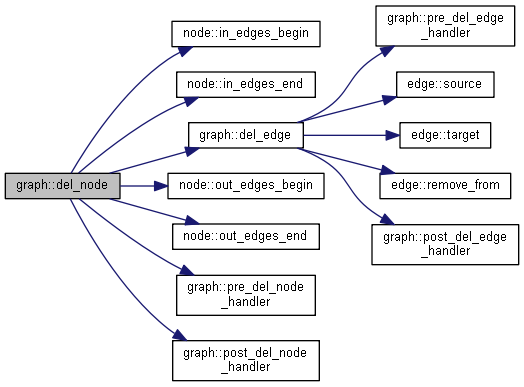 graph::del_node
node::in_edges_begin
node::in_edges_end
graph::del_edge
node::out_edges_begin
node::out_edges_end
graph::pre_del_node
_handler
graph::post_del_node
_handler
graph::pre_del_edge
_handler
edge::source
edge::target
edge::remove_from
graph::post_del_edge
_handler